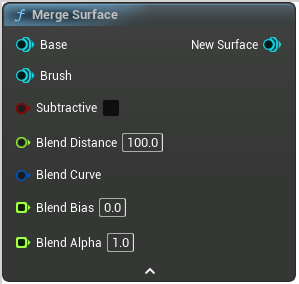 Merge Surface
Base New Surface
Brush
Subtractive
Blend Distance 100.0
Blend Curve
Blend Bias 0.0
Blend Alpha 1.0